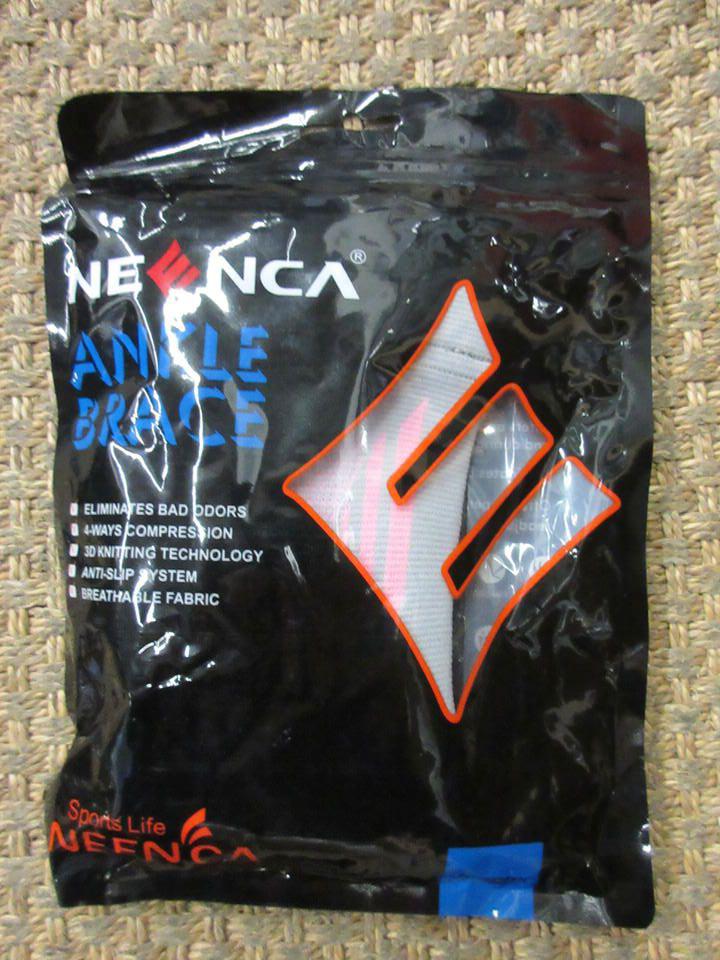 NEENCA®
ANKLE
BRACE
ELIMINATES BAD ODORS
4-WAYS COMPRESSION
3D KNITTING TECHNOLOGY
ANTI-SLIP SYSTEM
BREATHABLE FABRIC
Sports Life
NEENCA